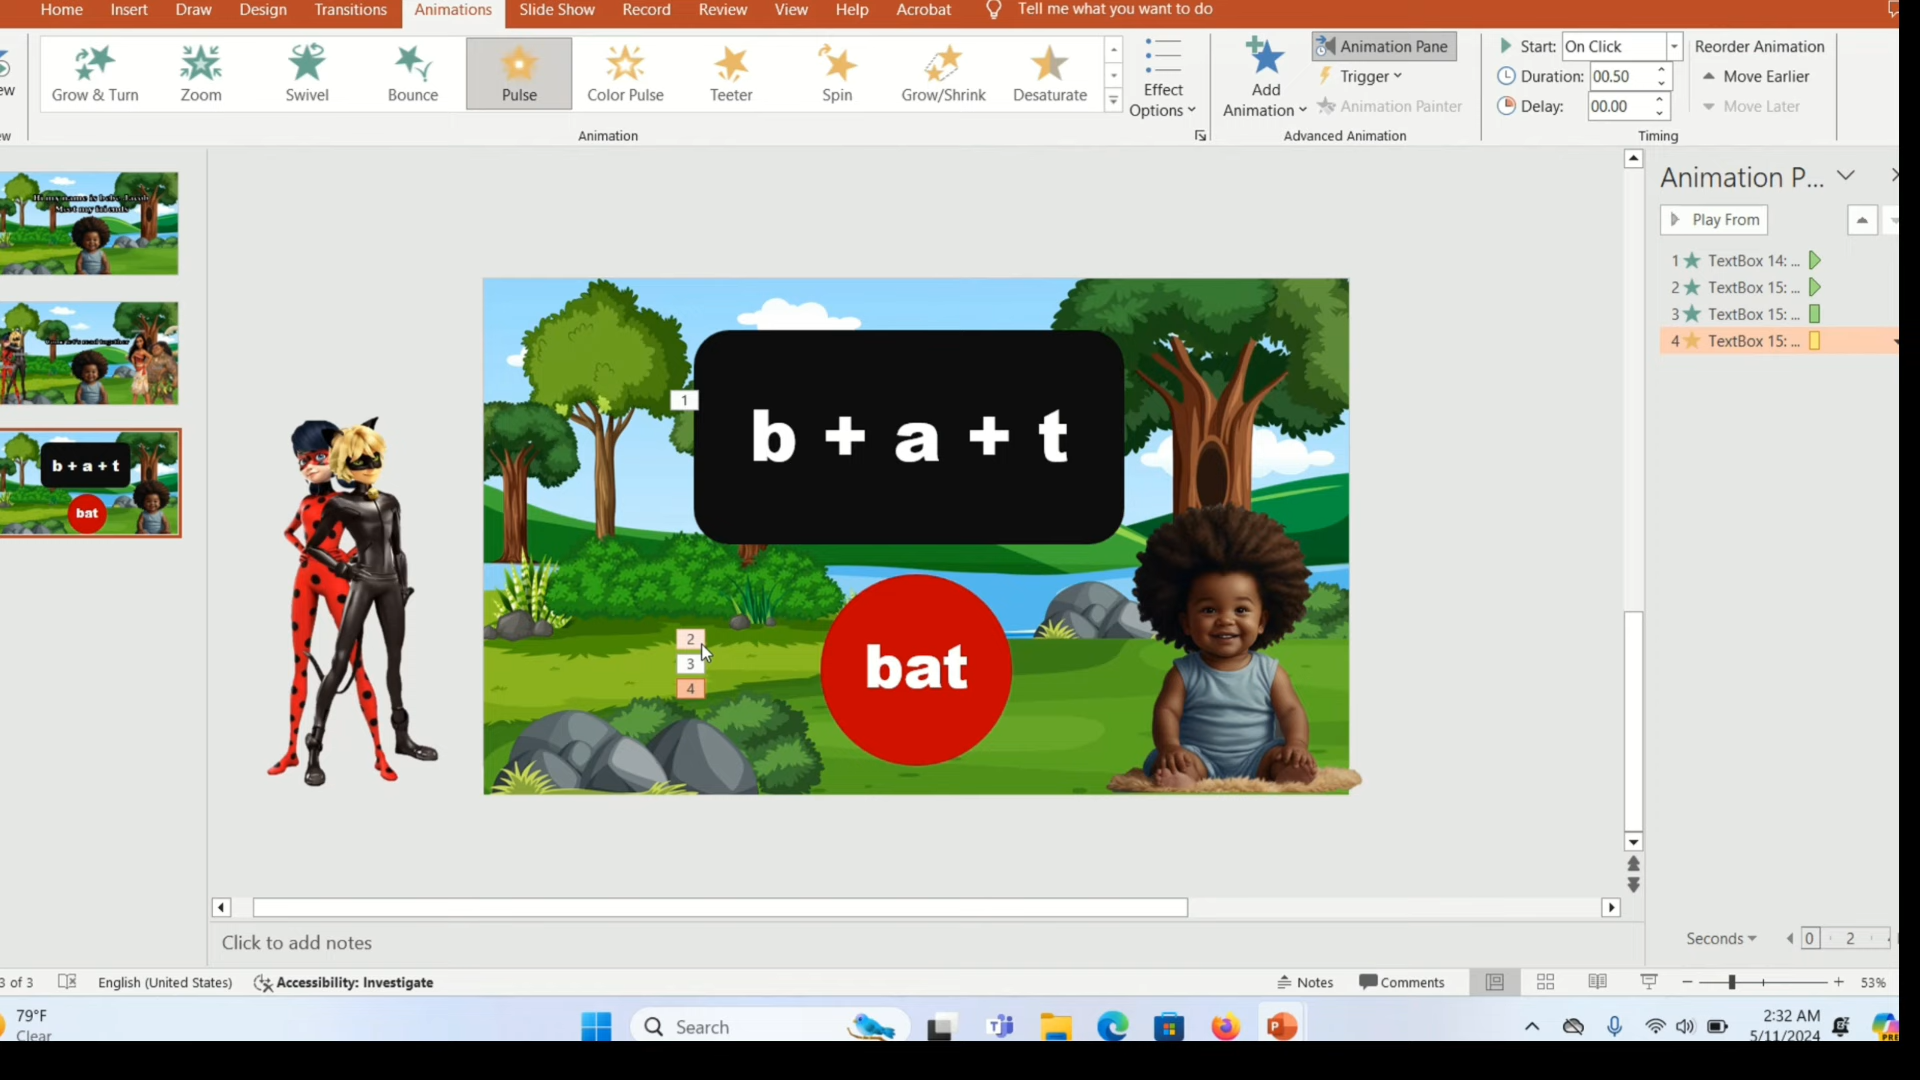 Home Insert Draw Design Transitions Animations Slide Show Record Review View Help Acrobat Tell me what you want to do
Grow & Turn Zoom Swivel Bounce Pulse Color Pulse Teeter Spin Grow/Shrink Desaturate
Effect Options
Add Animation
Animation Pane
Trigger
Animation Painter
Start: On Click
Duration: 00.50
Delay: 00.00
Reorder Animation
Move Earlier
Move Later
Animation
Advanced Animation
Timing
Meet my friends
b + a + t
bat
1
b + a + t
2
3
4
bat
Animation P...
Play From
1 TextBox 14: ...
2 TextBox 15: ...
3 TextBox 15: ...
4 TextBox 15: ...
Seconds 0 2
Click to add notes
3 of 3 English (United States) Accessibility: Investigate Notes Comments 53%
79°F
Clear
Search
2:32 AM
5/11/2024